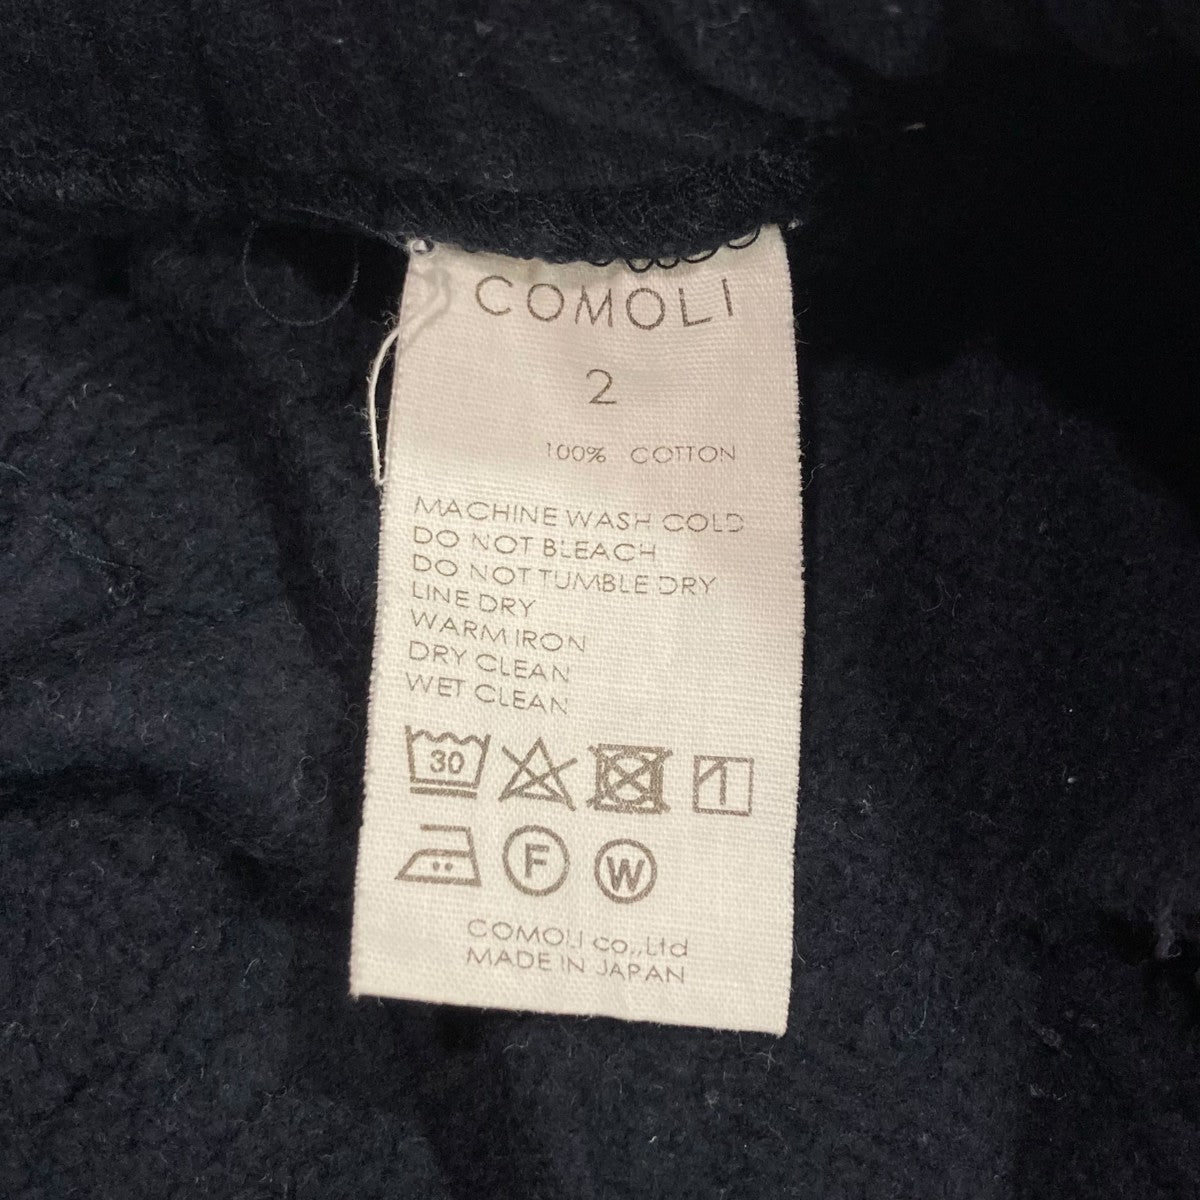 COMOLI
2
100% COTTON
MACHINE WASH COLD
DO NOT BLEACH
DO NOT TUMBLE DRY
LINE DRY
WARM IRON
DRY CLEAN
WET CLEAN
30
F W
COMOLI co.,Ltd
MADE IN JAPAN